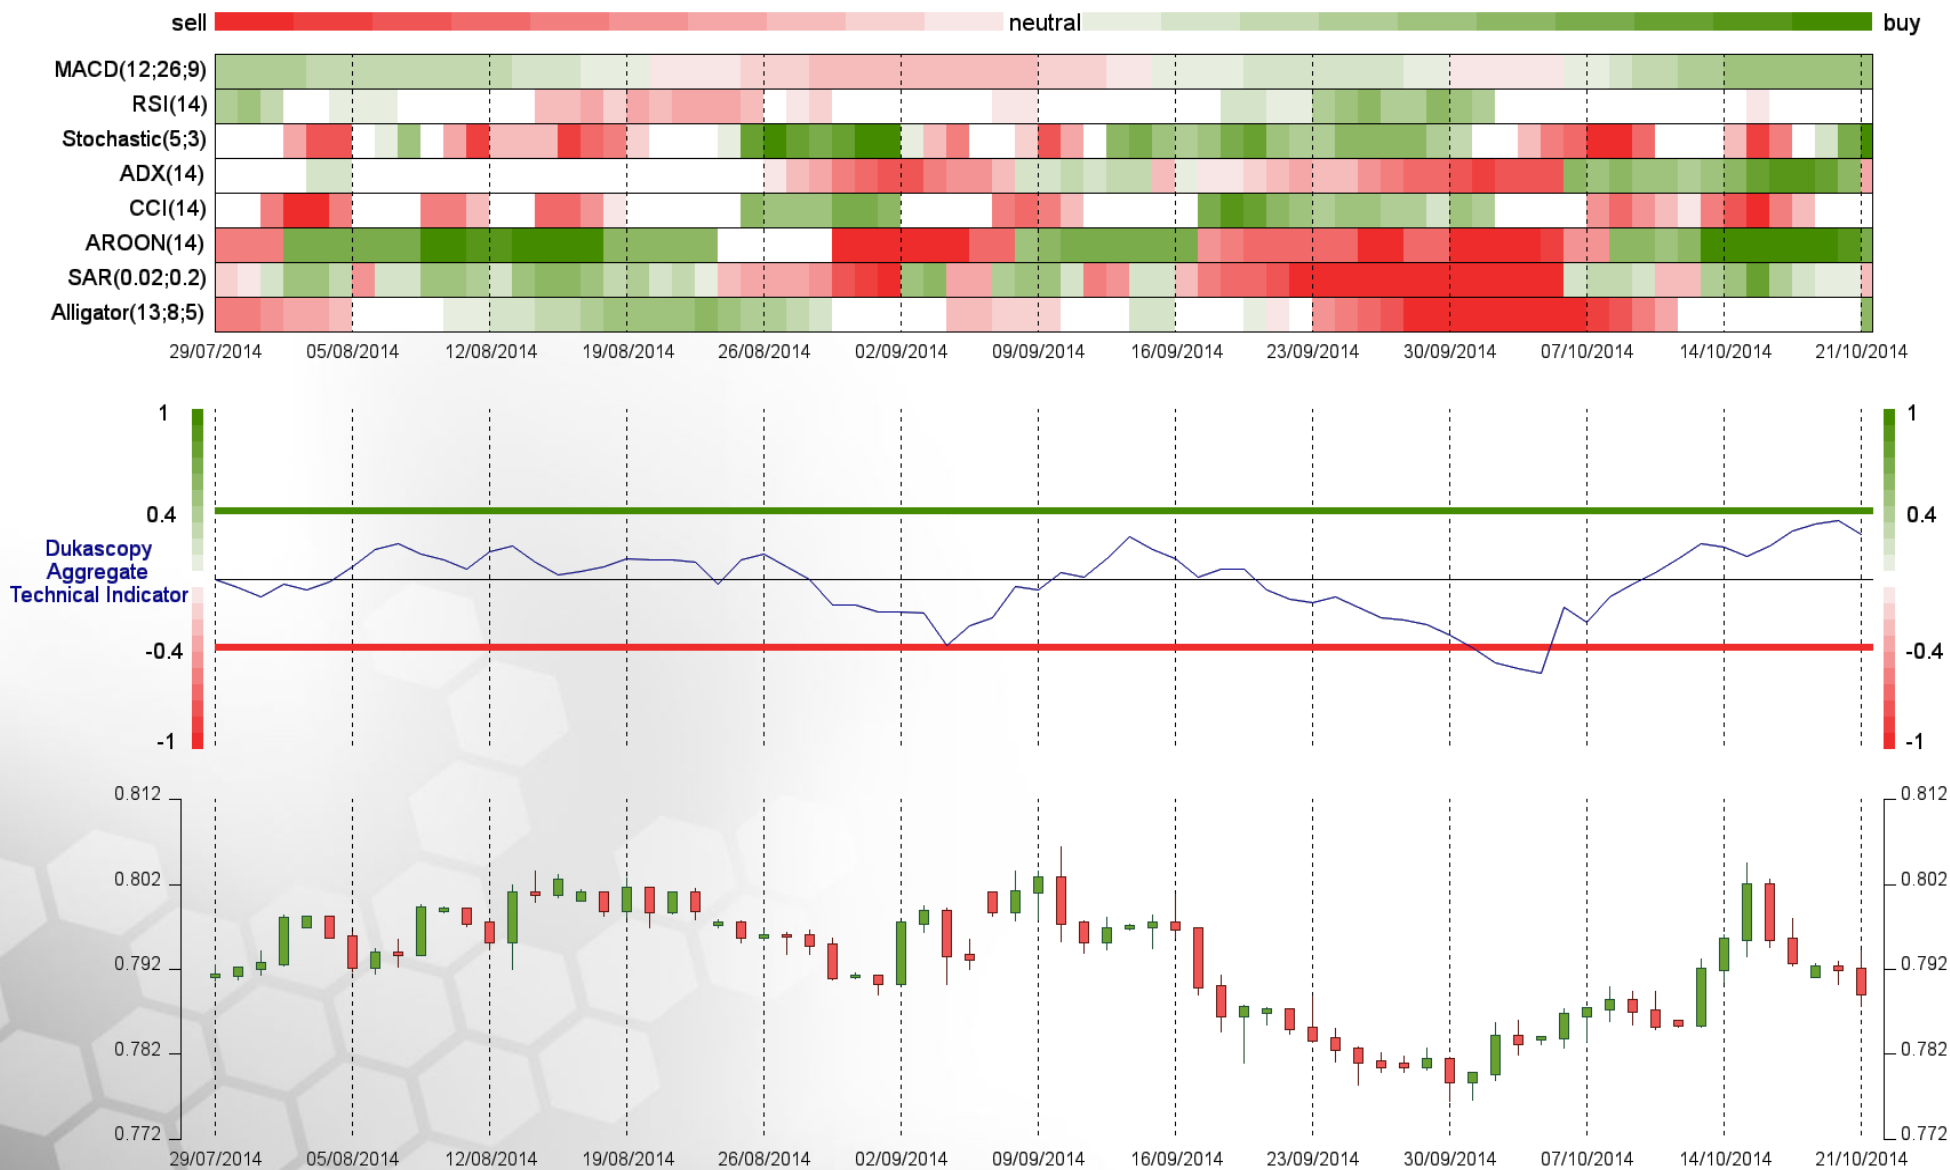 sell neutral buy
MACD(12;26;9)
RSI(14)
Stochastic(5;3)
ADX(14)
CCI(14)
AROON(14)
SAR(0.02;0.2)
Alligator(13;8;5)
29/07/2014 05/08/2014 12/08/2014 19/08/2014 26/08/2014 02/09/2014 09/09/2014 16/09/2014 23/09/2014 30/09/2014 07/10/2014 14/10/2014 21/10/2014
1 1
0.4 0.4
Dukascopy
Aggregate
Technical Indicator
-0.4 -0.4
-1 -1
0.812 0.812
0.802 0.802
0.792 0.792
0.782 0.782
0.772 0.772
29/07/2014 05/08/2014 12/08/2014 19/08/2014 26/08/2014 02/09/2014 09/09/2014 16/09/2014 23/09/2014 30/09/2014 07/10/2014 14/10/2014 21/10/2014